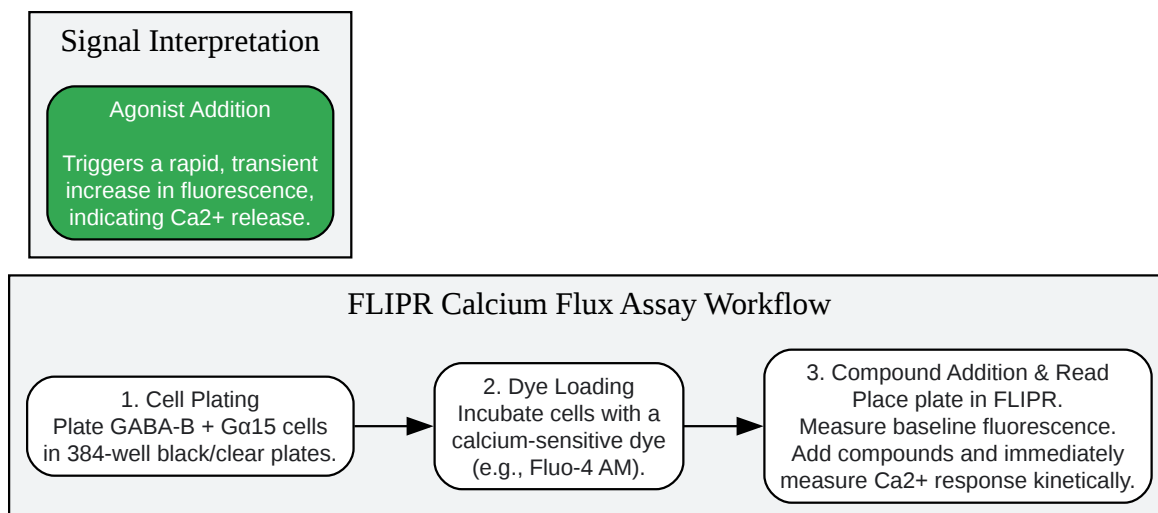 Signal Interpretation
Agonist Addition
Triggers a rapid, transient
increase in fluorescence,
indicating Ca2+ release.
FLIPR Calcium Flux Assay Workflow
1. Cell Plating
Plate GABA-B + Gα15 cells
in 384-well black/clear plates.
2. Dye Loading
Incubate cells with a
calcium-sensitive dye
(e.g., Fluo-4 AM).
3. Compound Addition & Read
Place plate in FLIPR.
Measure baseline fluorescence.
Add compounds and immediately
measure Ca2+ response kinetically.